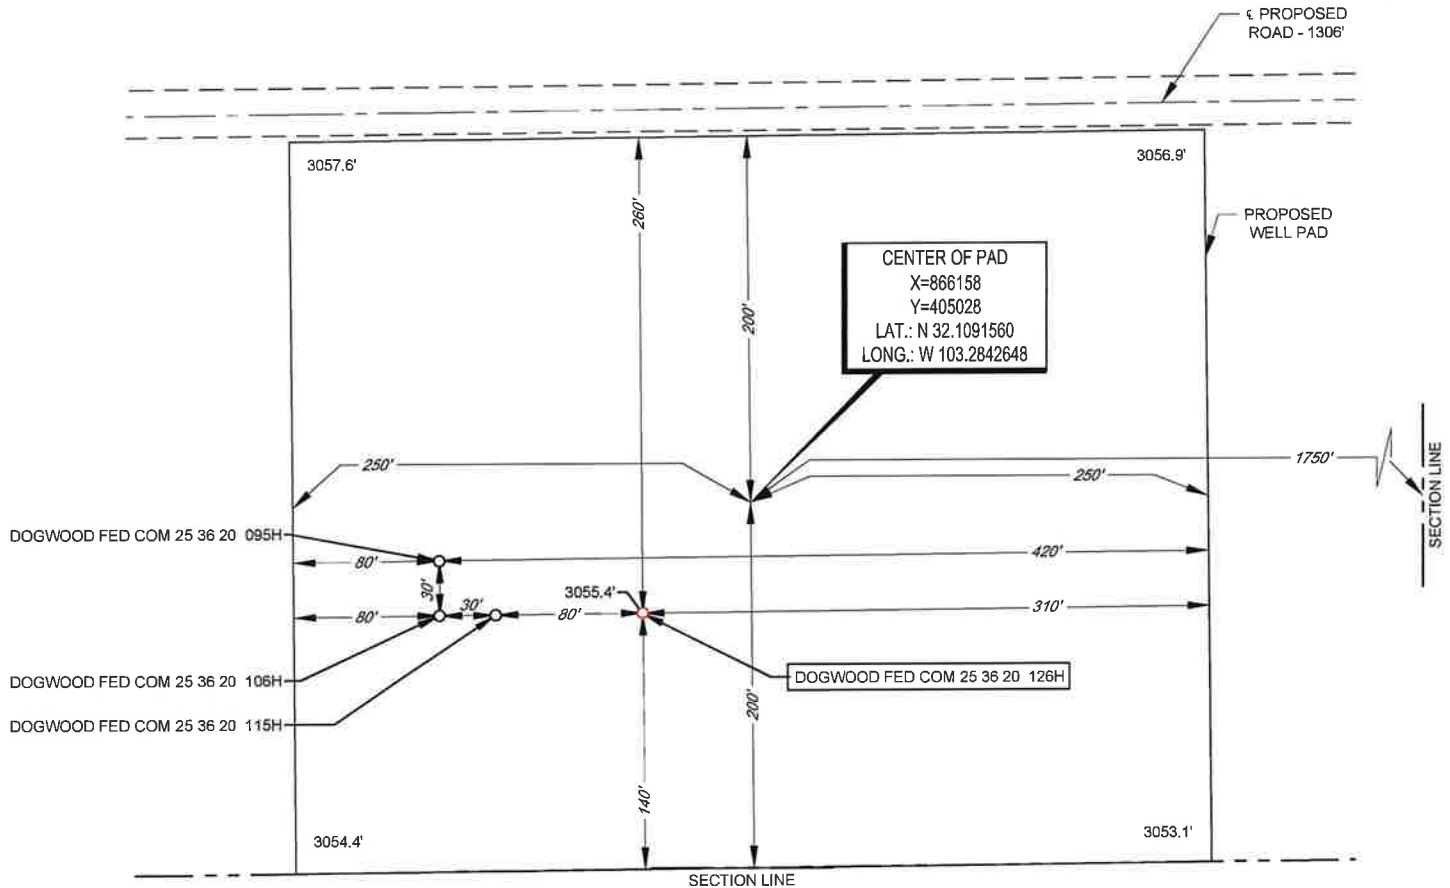 ℄ PROPOSED
ROAD - 1306'
3057.6'
3056.9'
260'
200'
PROPOSED
WELL PAD
CENTER OF PAD
X=866158
Y=405028
LAT.: N 32.1091560
LONG.: W 103.2842648
250'
250'
1750'
SECTION LINE
DOGWOOD FED COM 25 36 20 095H
80'
420'
30'
3055.4'
80'
30'
80'
310'
DOGWOOD FED COM 25 36 20 106H
DOGWOOD FED COM 25 36 20 126H
200'
DOGWOOD FED COM 25 36 20 115H
140'
3054.4'
3053.1'
SECTION LINE